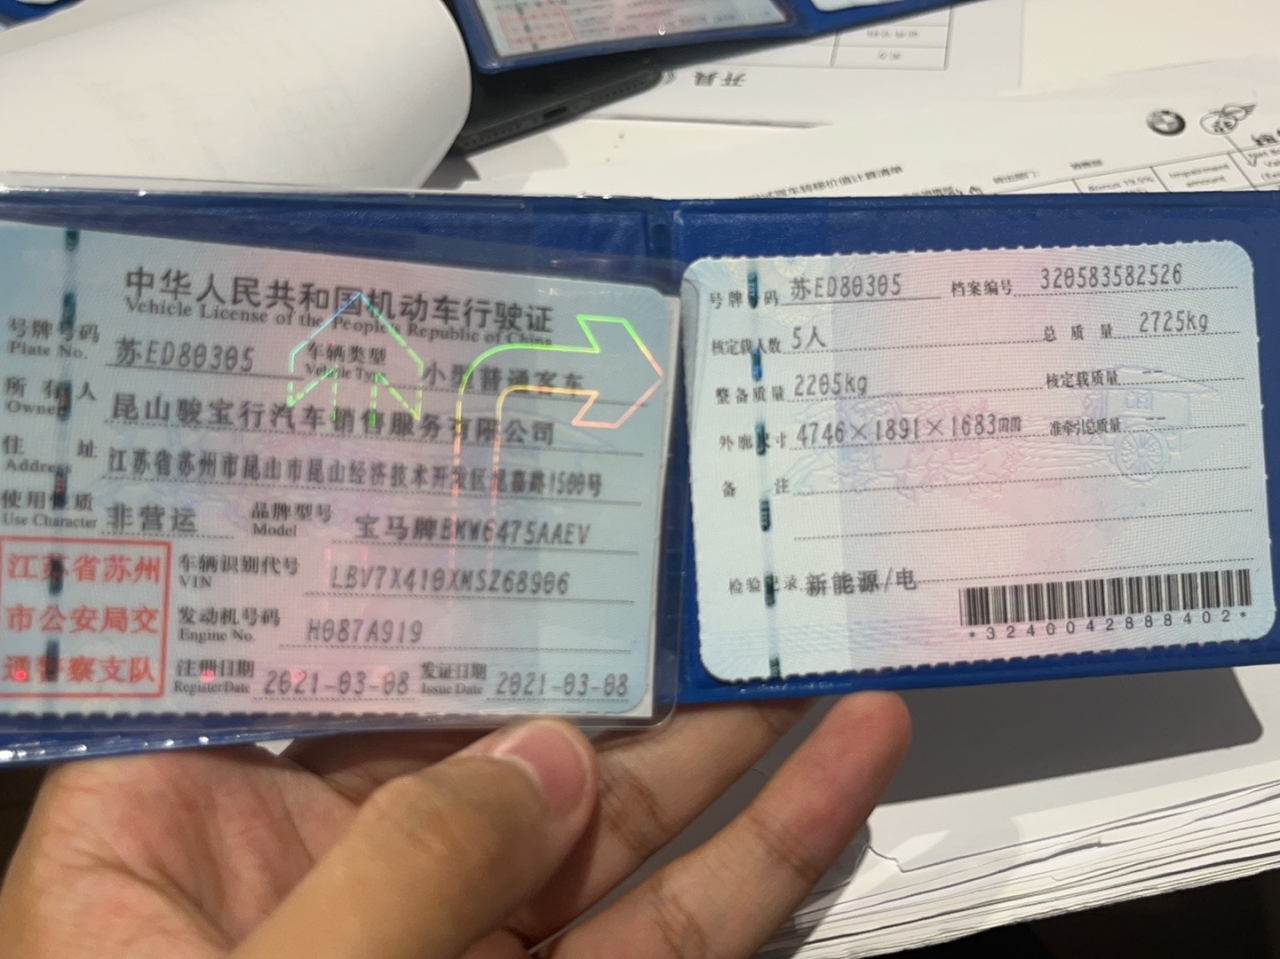 中华人民共和国机动车行驶证
Vehicle License of the People's Republic of China
号牌号码 苏ED80305 车辆类型 小型普通客车
Plate No. Vehicle Type
所有人 昆山骏宝行汽车销售服务有限公司
Owner
住址 江苏省苏州市昆山市昆山经济技术开发区 路1500号
Address
使用性质 非营运 品牌型号 宝马牌BMW6475AAEV
Use Character Model
江苏省苏州
市公安局交
通警察支队
车辆识别代号 LBV7X410XMSZ68906
VIN
发动机号码 H087A919
Engine No.
注册日期 2021-03-08 发证日期 2021-03-08
Register Date Issue Date
号牌号码 苏ED80305 档案编号 320583582526
核定载人数 5人 总质量 2725kg
整备质量 2205kg 核定载质量 --
外廓尺寸 4746×1891×1683mm 准牵引总质量 --
备注
检验记录 新能源/电
*3240042888402*
开具